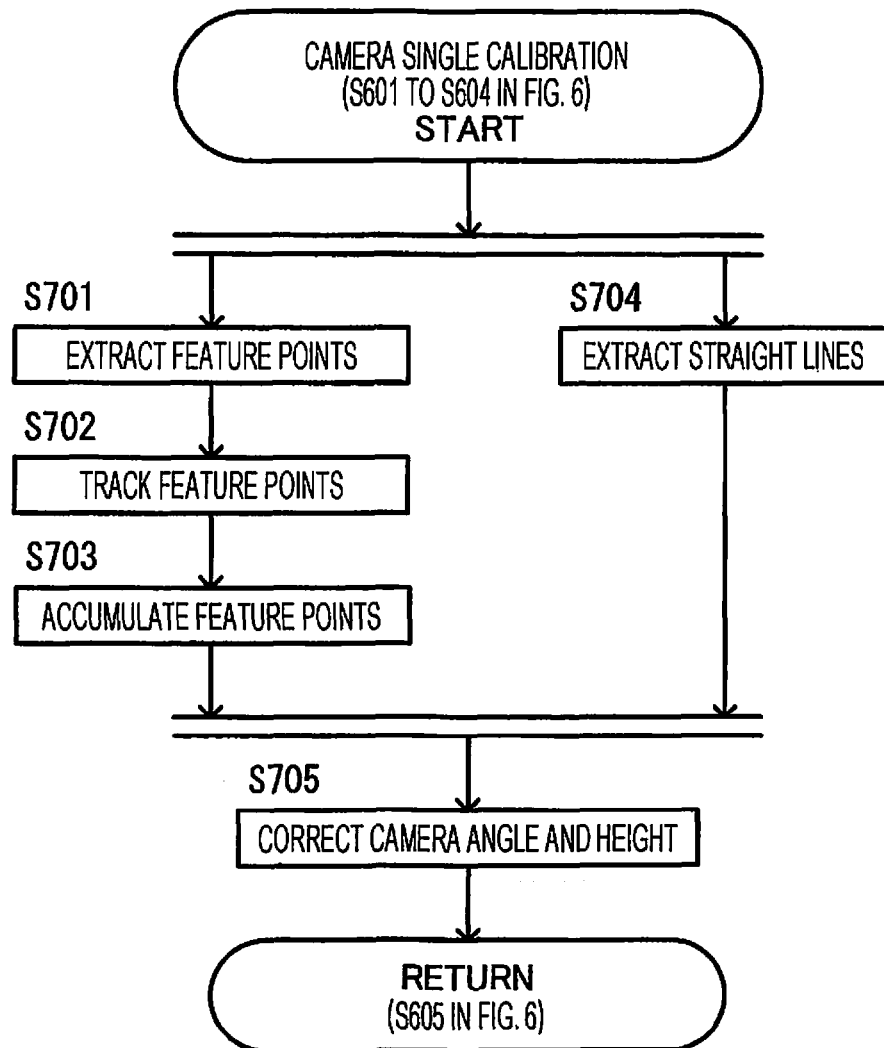 CAMERA SINGLE CALIBRATION
(S601 TO S604 IN FIG. 6)
START
S701
EXTRACT FEATURE POINTS
S702
TRACK FEATURE POINTS
S703
ACCUMULATE FEATURE POINTS
S704
EXTRACT STRAIGHT LINES
S705
CORRECT CAMERA ANGLE AND HEIGHT
RETURN
(S605 IN FIG. 6)